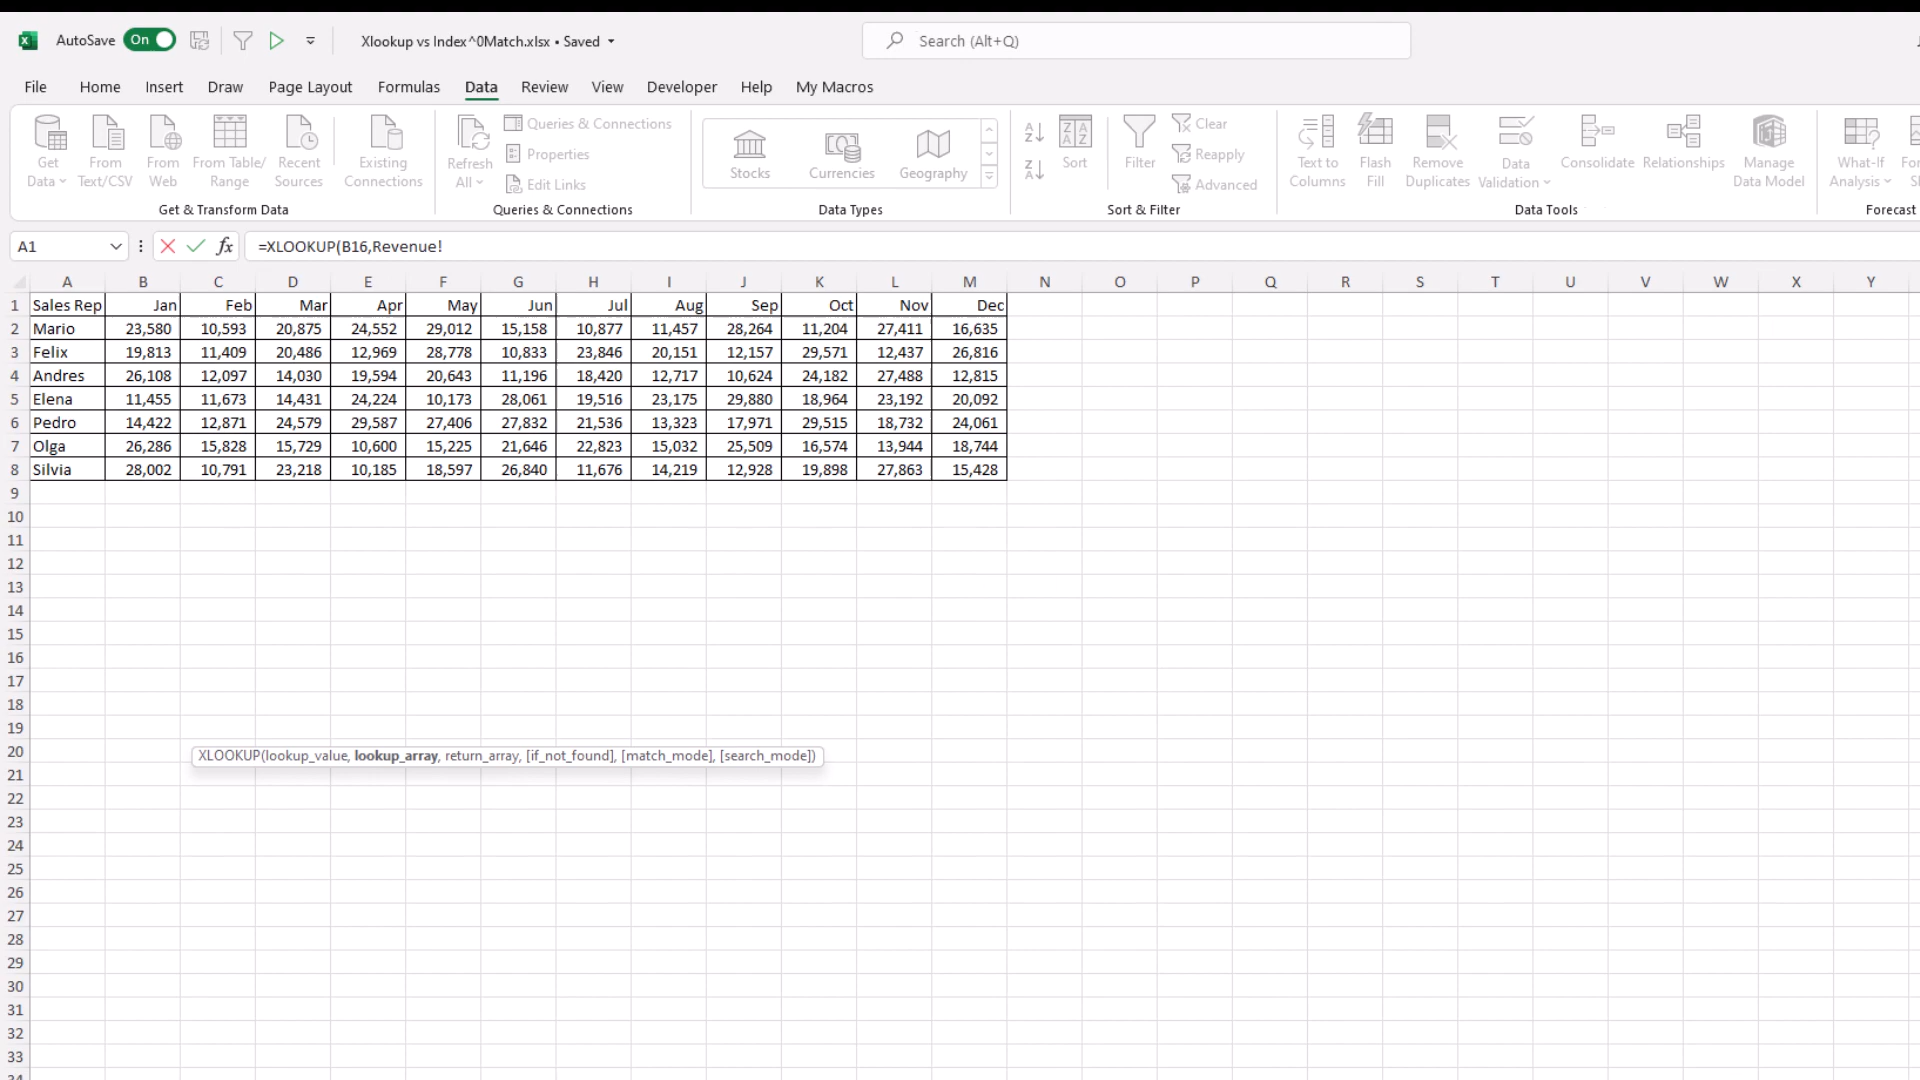 AutoSave On Xlookup vs Index^0Match.xlsx • Saved Search (Alt+Q)
File Home Insert Draw Page Layout Formulas Data Review View Developer Help My Macros
Get Data From Text/CSV From Web From Table/Range Recent Sources Existing Connections
Get & Transform Data
Refresh All Queries & Connections Properties Edit Links
Queries & Connections
Stocks Currencies Geography
Data Types
Sort Filter Clear Reapply Advanced
Sort & Filter
Text to Columns Flash Fill Remove Duplicates Data Validation Consolidate Relationships Manage Data Model
Data Tools
What-If Analysis
Forecast
A1 fx =XLOOKUP(B16,Revenue!
A B C D E F G H I J K L M N O P Q R S T U V W X Y
1 Sales Rep Jan Feb Mar Apr May Jun Jul Aug Sep Oct Nov Dec
2 Mario 23,580 10,593 20,875 24,552 29,012 15,158 10,877 11,457 28,264 11,204 27,411 16,635
3 Felix 19,813 11,409 20,486 12,969 28,778 10,833 23,846 20,151 12,157 29,571 12,437 26,816
4 Andres 26,108 12,097 14,030 19,594 20,643 11,196 18,420 12,717 10,624 24,182 27,488 12,815
5 Elena 11,455 11,673 14,431 24,224 10,173 28,061 19,516 23,175 29,880 18,964 23,192 20,092
6 Pedro 14,422 12,871 24,579 29,587 27,406 27,832 21,536 13,323 17,971 29,515 18,732 24,061
7 Olga 26,286 15,828 15,729 10,600 15,225 21,646 22,823 15,032 25,509 16,574 13,944 18,744
8 Silvia 28,002 10,791 23,218 10,185 18,597 26,840 11,676 14,219 12,928 19,898 27,863 15,428
9
10
11
12
13
14
15
16
17
18
19
20 XLOOKUP(lookup_value, lookup_array, return_array, [if_not_found], [match_mode], [search_mode])
21
22
23
24
25
26
27
28
29
30
31
32
33